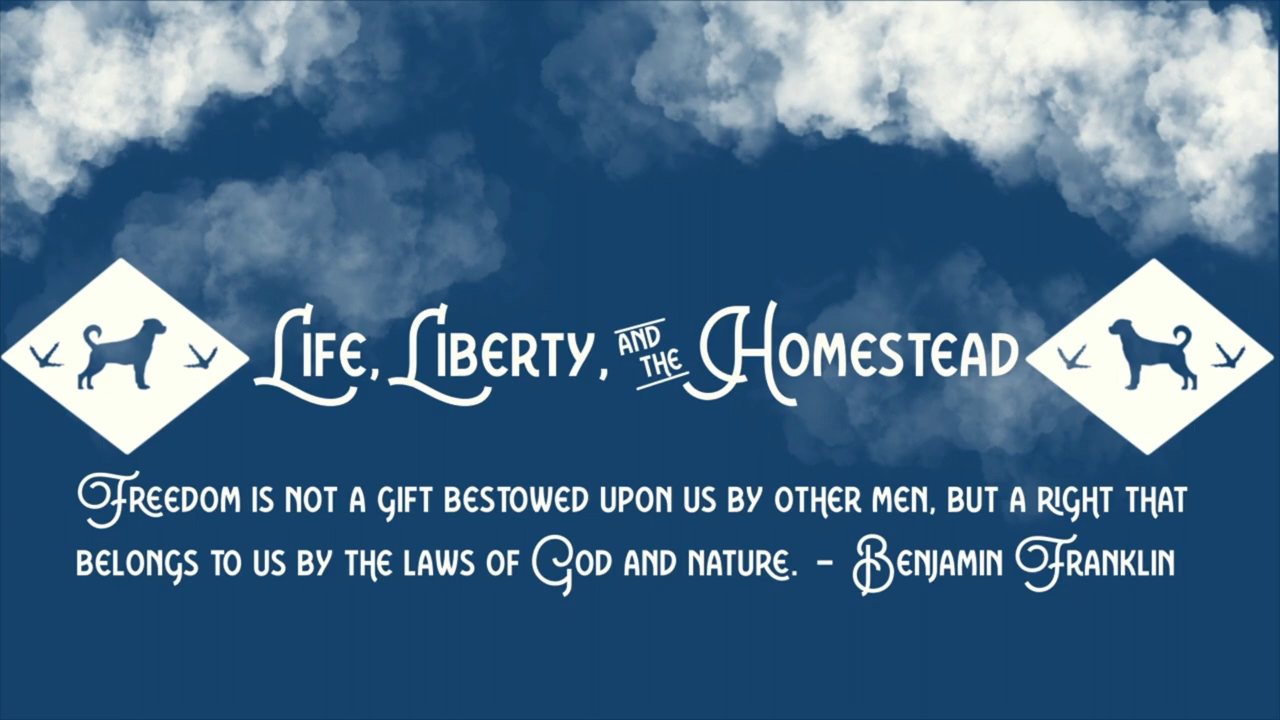 Life, Liberty, and the Homestead
Freedom is not a gift bestowed upon us by other men, but a right that
belongs to us by the laws of God and nature. - Benjamin Franklin